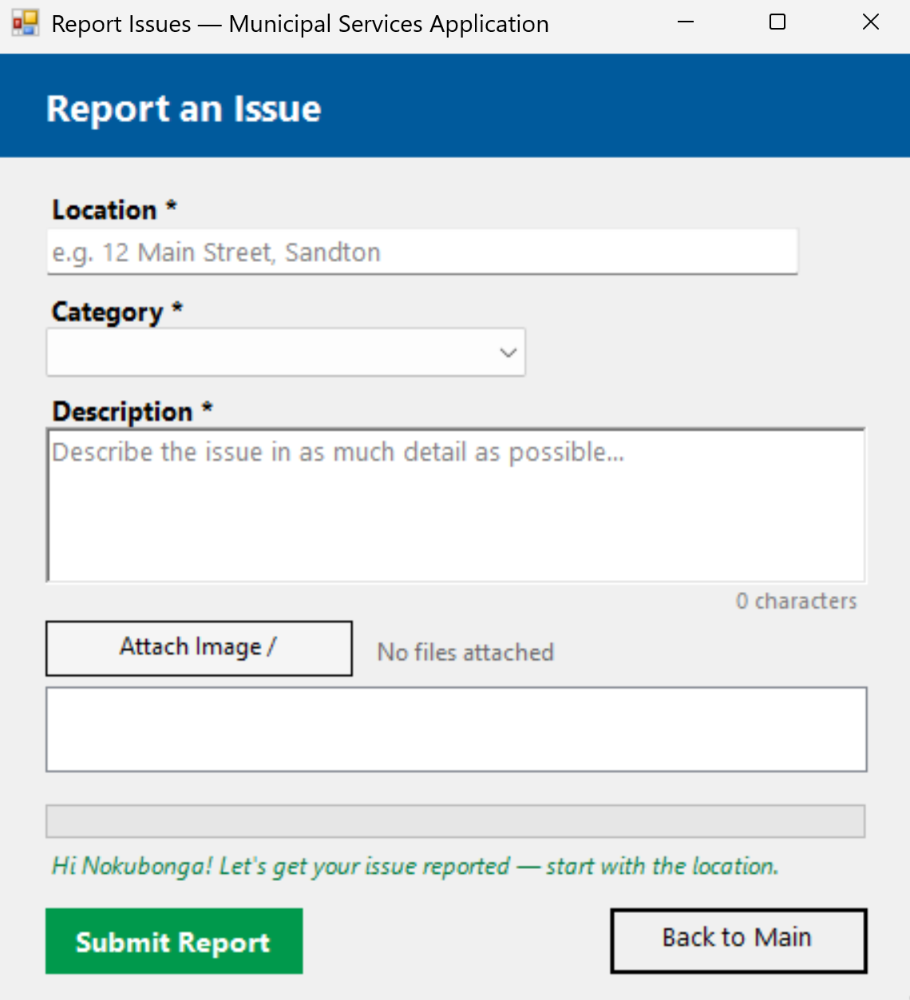 Report Issues — Municipal Services Application
Report an Issue
Location *
e.g. 12 Main Street, Sandton
Category *
Description *
Describe the issue in as much detail as possible...
0 characters
Attach Image /
No files attached
Hi Nokubonga! Let's get your issue reported — start with the location.
Submit Report
Back to Main